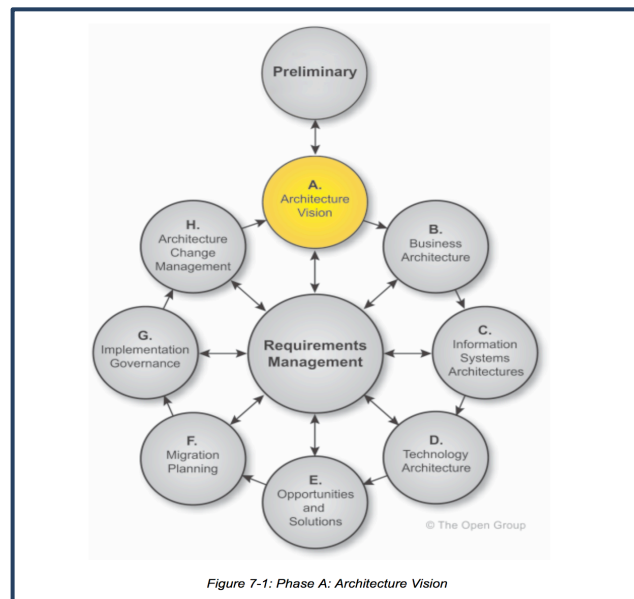 Preliminary
A.
Architecture
Vision
H.
Architecture
Change
Management
B.
Business
Architecture
G.
Implementation
Governance
Requirements
Management
C.
Information
Systems
Architectures
F.
Migration
Planning
D.
Technology
Architecture
E.
Opportunities
and
Solutions
© The Open Group
Figure 7-1: Phase A: Architecture Vision